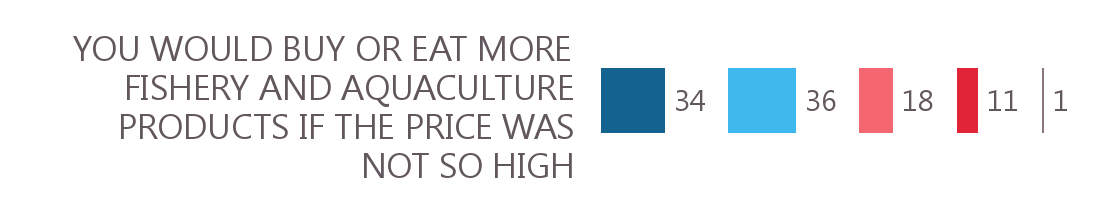 YOU WOULD BUY OR EAT MORE
FISHERY AND AQUACULTURE
PRODUCTS IF THE PRICE WAS
NOT SO HIGH
34 36 18 11 1